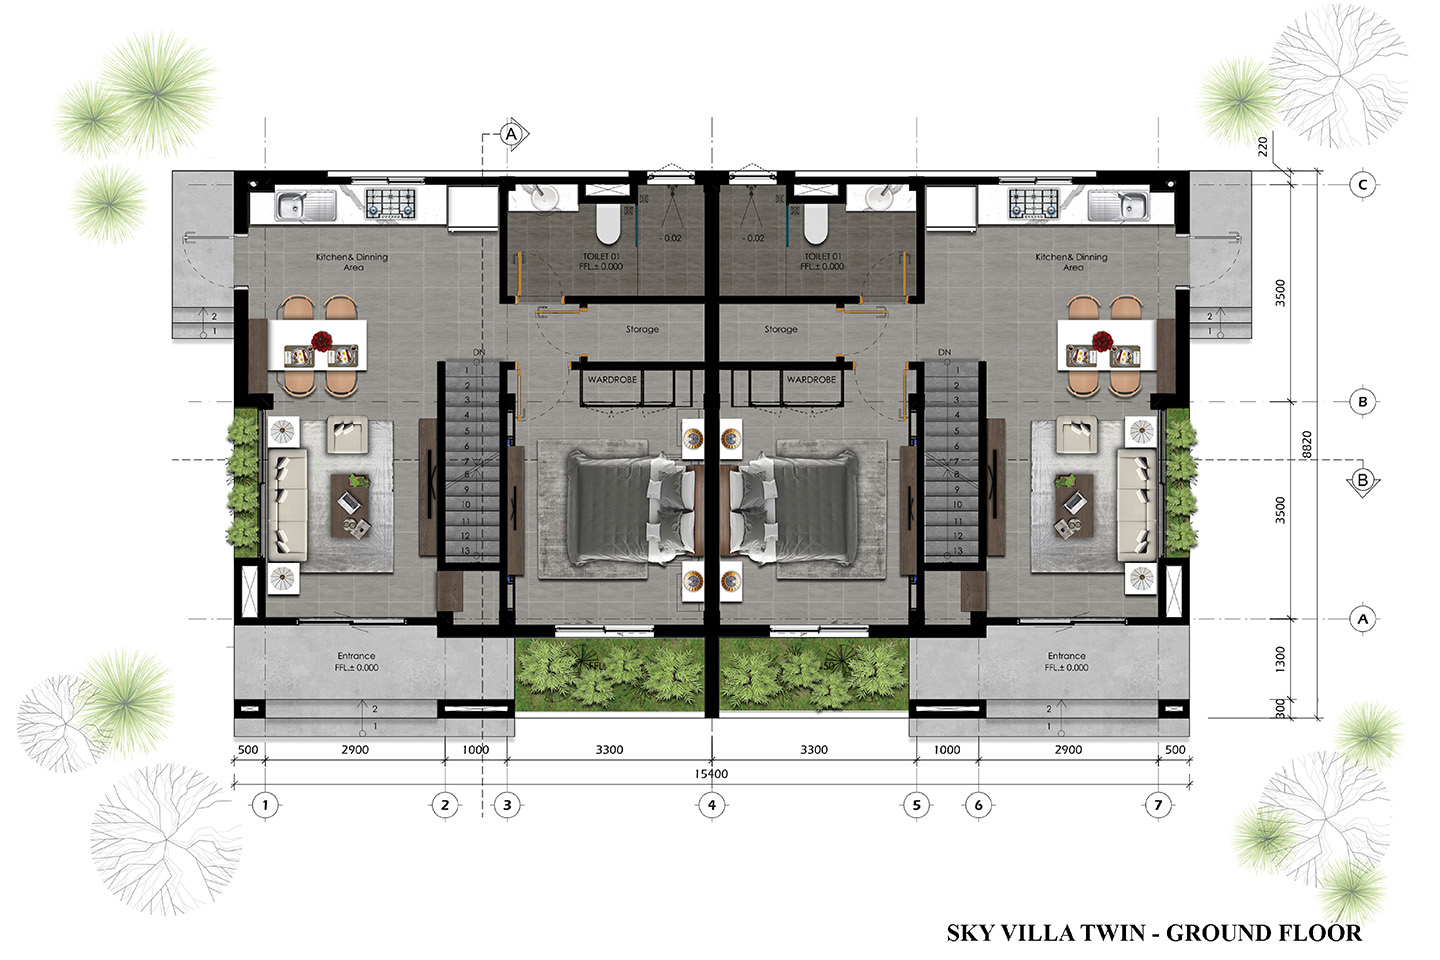 A
220
C
Kitchen& Dinning
Area
TOILET 01
FFL.± 0.000
- 0.02
- 0.02
TOILET 01
FFL.± 0.000
Kitchen& Dinning
Area
3500
2
1
2
1
Storage
Storage
DN
DN
WARDROBE
WARDROBE
1
2
3
4
5
6
7
8
9
10
11
12
13
1
2
3
4
5
6
7
8
9
10
11
12
13
B
8820
B
3500
A
Entrance
FFL.± 0.000
FFL
50
Entrance
FFL.± 0.000
1300
300
2
1
2
1
500
2900
1000
3300
3300
1000
2900
500
15400
1
2
3
4
5
6
7
SKY VILLA TWIN - GROUND FLOOR